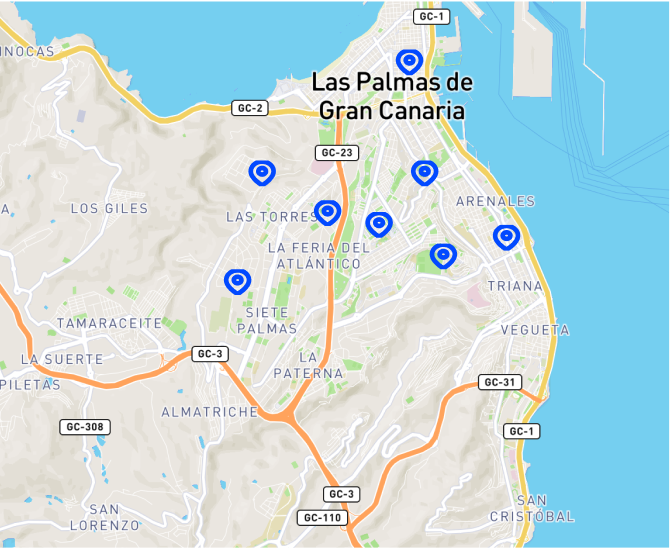 GC-1
INOCAS
Las Palmas de
Gran Canaria
GC-2
GC-23
A
LOS GILES
ARENALES
LAS TORRES
LA FERIA DEL
ATLÁNTICO
TRIANA
SIETE
PALMAS
TAMARACEITE
VEGUETA
LA SUERTE
GC-3
LA
PATERNA
PILETAS
GC-31
ALMATRICHE
GC-308
GC-1
GC-3
SAN
LORENZO
GC-110
SAN
CRISTÓBAL